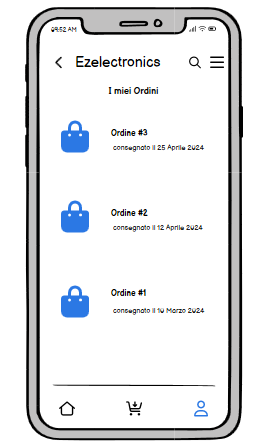 09:52 AM
Ezelectronics
I miei Ordini
Ordine #3
consegnato il 25 Aprile 2024
Ordine #2
consegnato il 12 Aprile 2024
Ordine #1
consegnato il 10 Marzo 2024